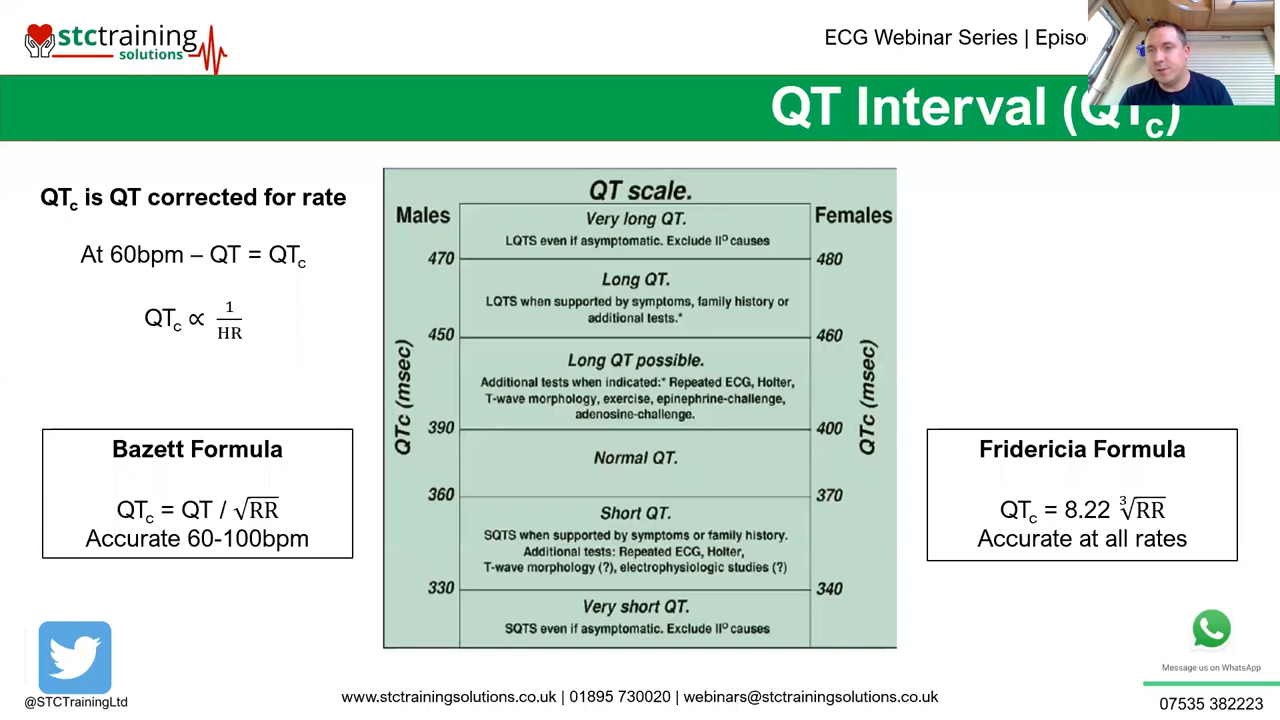 stctraining
solutions
ECG Webinar Series | Episo
QT Interval (QTc)
QTc is QT corrected for rate
At 60bpm – QT = QTc
QTc ∝ 1/HR
Bazett Formula
QTc = QT / √RR
Accurate 60-100bpm
QT scale.
Males
Females
Very long QT.
LQTS even if asymptomatic. Exclude IIᴼ causes
470
480
Long QT.
LQTS when supported by symptoms, family history or
additional tests.*
450
460
Long QT possible.
Additional tests when indicated:* Repeated ECG, Holter,
T-wave morphology, exercise, epinephrine-challenge,
adenosine-challenge.
QTc (msec)
QTc (msec)
390
400
Normal QT.
360
370
Short QT.
SQTS when supported by symptoms or family history.
Additional tests: Repeated ECG, Holter,
T-wave morphology (?), electrophysiologic studies (?)
330
340
Very short QT.
SQTS even if asymptomatic. Exclude IIᴼ causes
Fridericia Formula
QTc = 8.22 ∛RR
Accurate at all rates
@STCTrainingLtd
www.stctrainingsolutions.co.uk | 01895 730020 | webinars@stctrainingsolutions.co.uk
Message us on WhatsApp
07535 382223